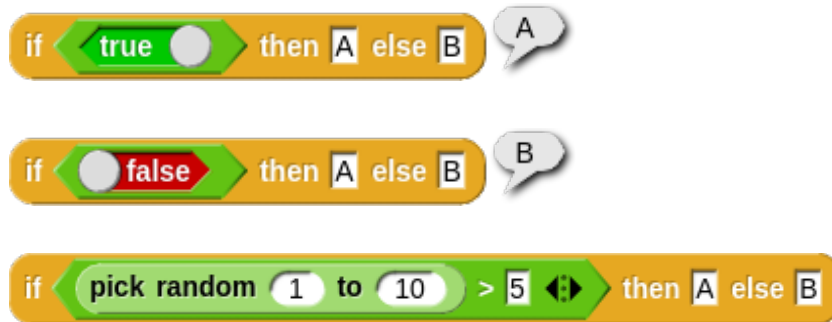 if true then A else B A
if false then A else B B
if pick random 1 to 10 > 5 then A else B